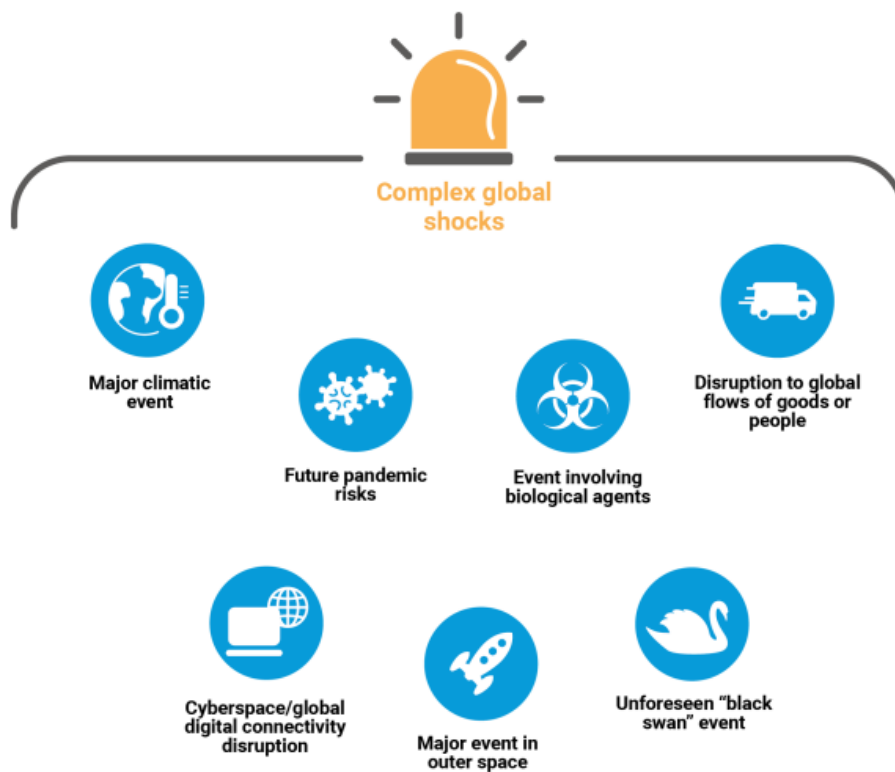 Complex global
shocks
Major climatic
event
Disruption to global
flows of goods or
people
Future pandemic
risks
Event involving
biological agents
Cyberspace/global
digital connectivity
disruption
Major event in
outer space
Unforeseen “black
swan” event